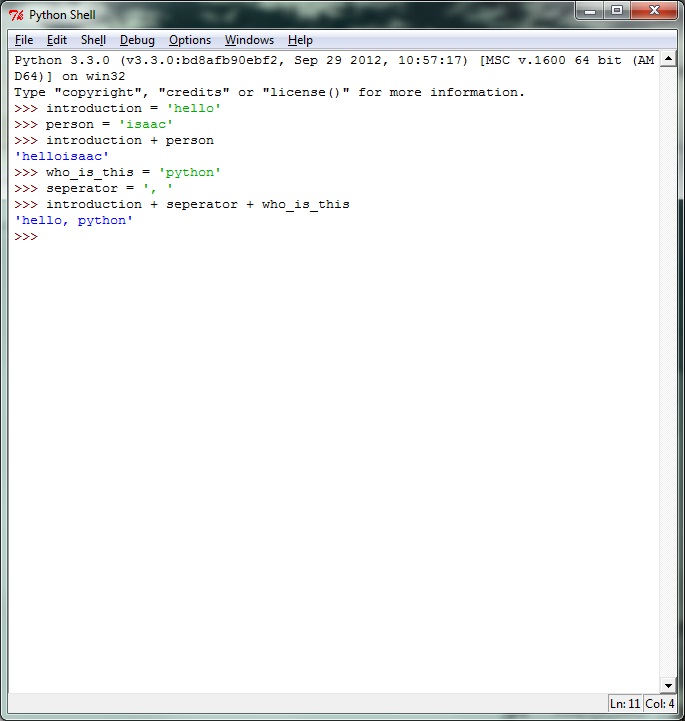 Python Shell
File Edit Shell Debug Options Windows Help
Python 3.3.0 (v3.3.0:bd8afb90ebf2, Sep 29 2012, 10:57:17) [MSC v.1600 64 bit (AM
D64)] on win32
Type "copyright", "credits" or "license()" for more information.
>>> introduction = 'hello'
>>> person = 'isaac'
>>> introduction + person
'helloisaac'
>>> who_is_this = 'python'
>>> seperator = ', '
>>> introduction + seperator + who_is_this
'hello, python'
>>>
Ln: 11 Col: 4